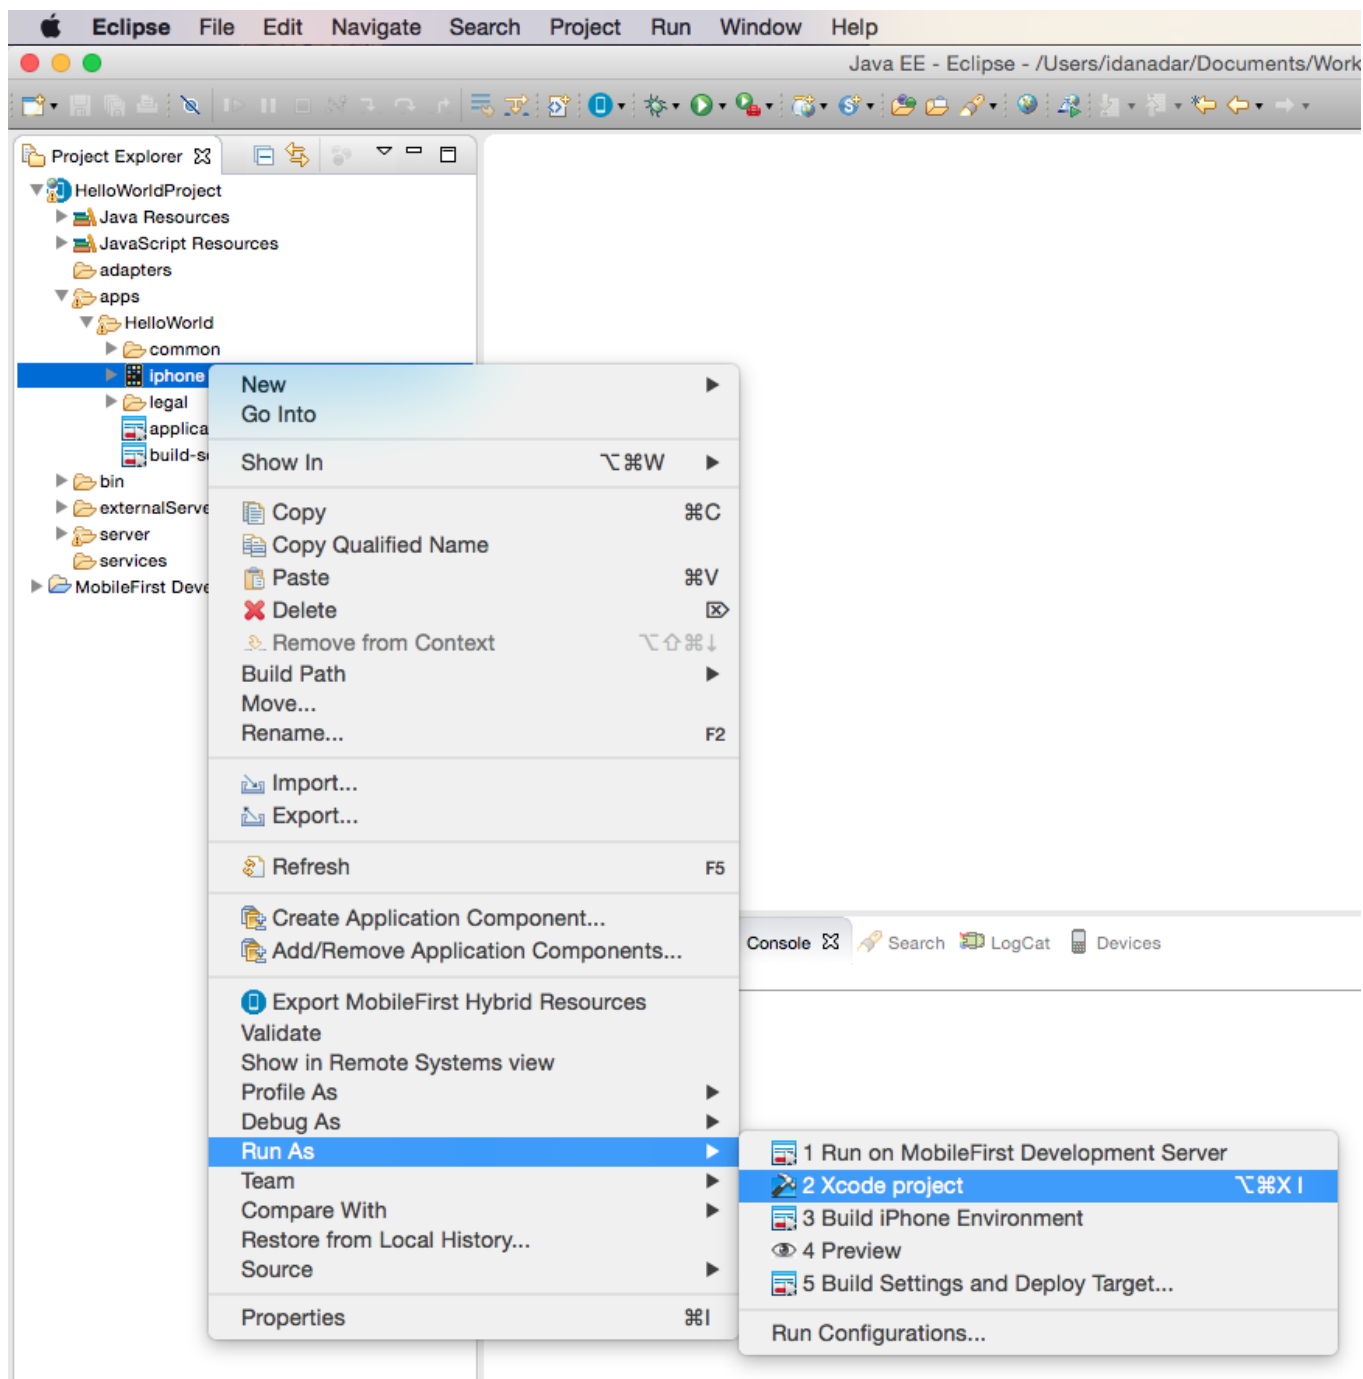 Eclipse File Edit Navigate Search Project Run Window Help
Java EE - Eclipse - /Users/idanadar/Documents/Work
Project Explorer
HelloWorldProject
Java Resources
JavaScript Resources
adapters
apps
HelloWorld
common
iphone
legal
applica
build-se
bin
externalServe
server
services
MobileFirst Deve
New
Go Into
Show In ⌥⌘W
Copy ⌘C
Copy Qualified Name
Paste ⌘V
Delete ⌦
Remove from Context ⌥⇧⌘↓
Build Path
Move...
Rename... F2
Import...
Export...
Refresh F5
Create Application Component...
Add/Remove Application Components...
Export MobileFirst Hybrid Resources
Validate
Show in Remote Systems view
Profile As
Debug As
Run As
Team
Compare With
Restore from Local History...
Source
Properties ⌘I
Console Search LogCat Devices
1 Run on MobileFirst Development Server
2 Xcode project ⌥⌘X I
3 Build iPhone Environment
4 Preview
5 Build Settings and Deploy Target...
Run Configurations...